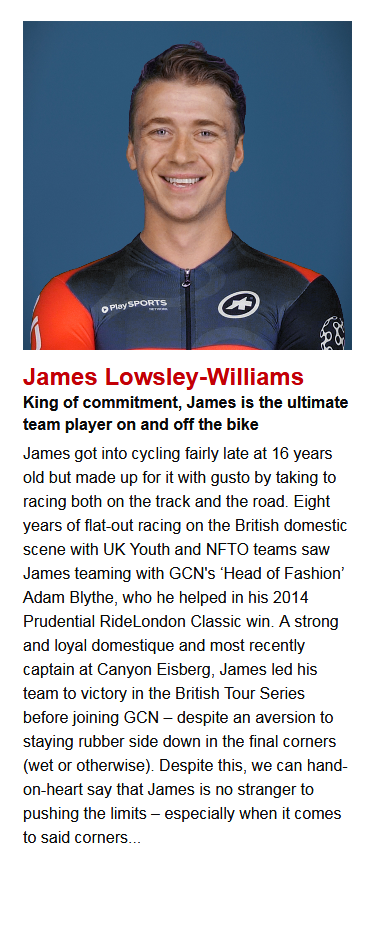 PlaySPORTS
NETWORK
James Lowsley-Williams
King of commitment, James is the ultimate
team player on and off the bike
James got into cycling fairly late at 16 years
old but made up for it with gusto by taking to
racing both on the track and the road. Eight
years of flat-out racing on the British domestic
scene with UK Youth and NFTO teams saw
James teaming with GCN's ‘Head of Fashion’
Adam Blythe, who he helped in his 2014
Prudential RideLondon Classic win. A strong
and loyal domestique and most recently
captain at Canyon Eisberg, James led his
team to victory in the British Tour Series
before joining GCN – despite an aversion to
staying rubber side down in the final corners
(wet or otherwise). Despite this, we can hand-
on-heart say that James is no stranger to
pushing the limits – especially when it comes
to said corners...